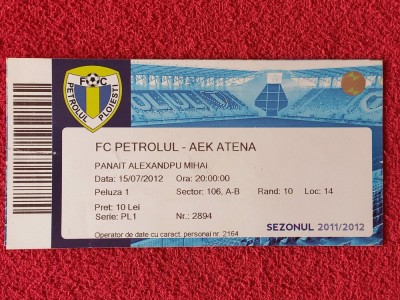 FC
PETROLUL PLOIESTI
FC PETROLUL - AEK ATENA
PANAIT ALEXANDPU MIHAI
Data: 15/07/2012 Ora: 20:00:00
Peluza 1 Sector: 106, A-B Rand: 10 Loc: 14
Pret: 10 Lei
Serie: PL1 Nr.: 2894
Operator de date cu caract. personal nr. 2164
SEZONUL 2011/2012